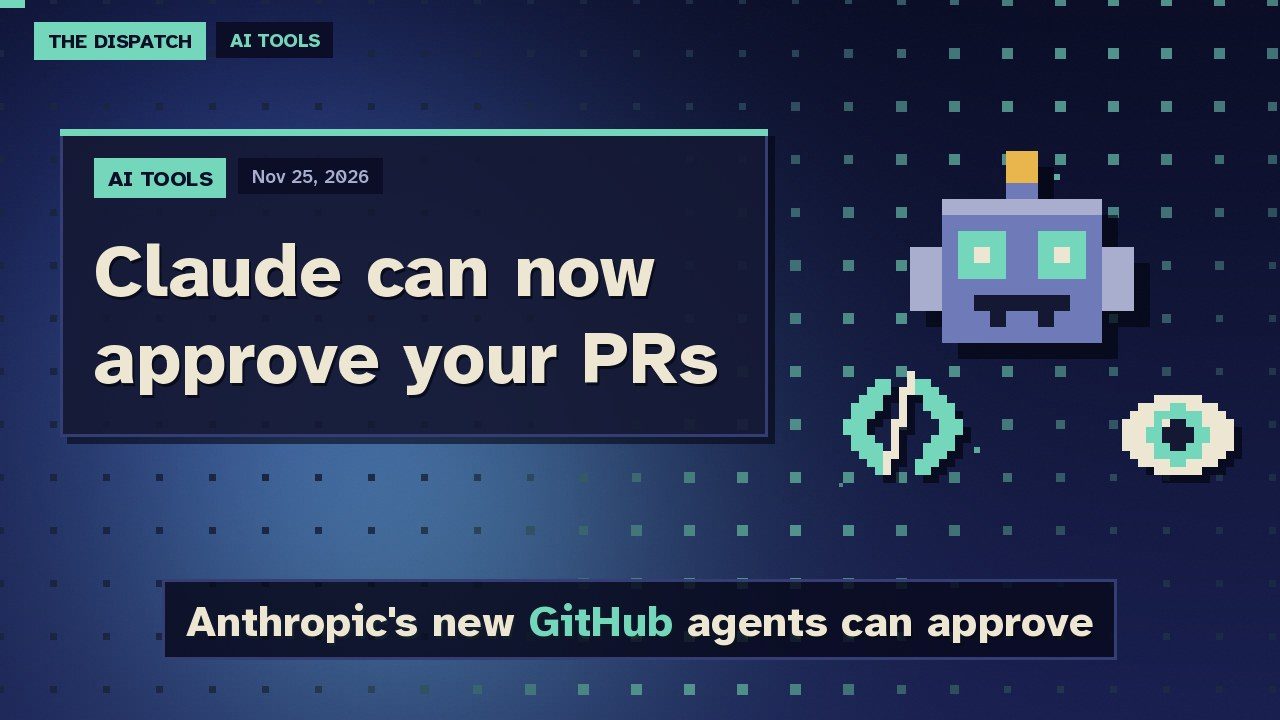 THE DISPATCH
AI TOOLS
AI TOOLS
Nov 25, 2026
Claude can now
approve your PRs
Anthropic's new GitHub agents can approve